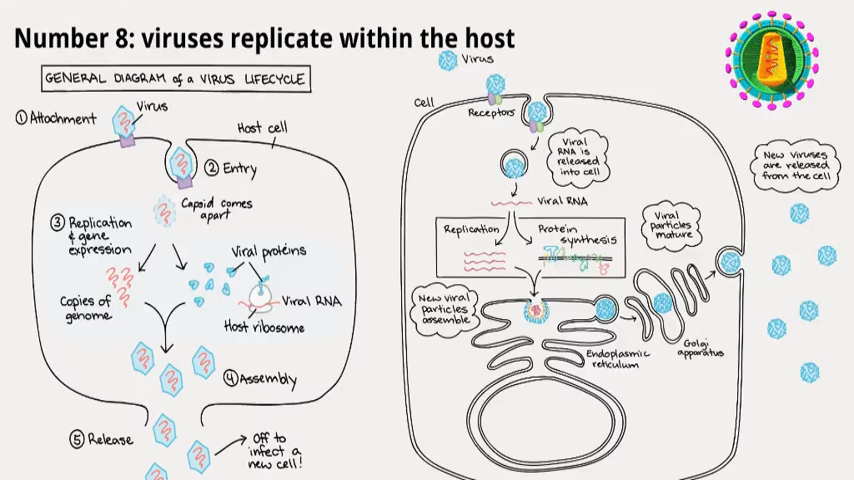 Number 8: viruses replicate within the host
GENERAL DIAGRAM of a VIRUS LIFECYCLE
① Attachment
Virus
Host cell
② Entry
Capsid comes
apart
③ Replication
& gene
expression
Viral proteins
Copies of
genome
Viral RNA
Host ribosome
④ Assembly
⑤ Release
Off to
infect a
new cell!
Virus
Cell
Receptors
Viral
RNA is
released
into cell
Viral RNA
Replication
Protein
synthesis
Viral
particles
mature
New viral
particles
assemble
Endoplasmic
reticulum
Golgi
apparatus
New viruses
are released
from the cell